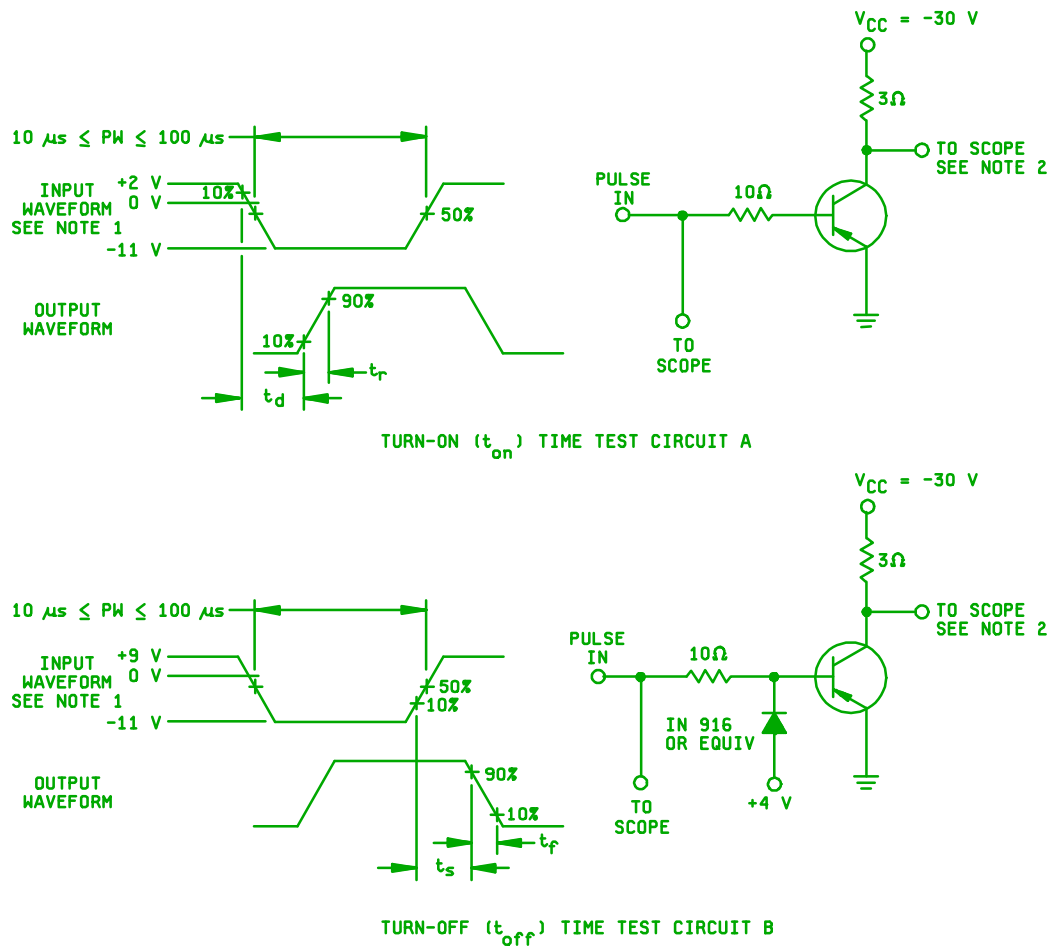 V_CC = -30 V
3Ω
10 µs ≤ PW ≤ 100 µs
TO SCOPE
SEE NOTE 2
+2 V
INPUT
WAVEFORM
SEE NOTE 1
0 V
-11 V
10%
50%
PULSE
IN
10Ω
OUTPUT
WAVEFORM
90%
10%
t_r
t_d
TO
SCOPE
TURN-ON (t_on) TIME TEST CIRCUIT A
V_CC = -30 V
3Ω
10 µs ≤ PW ≤ 100 µs
TO SCOPE
SEE NOTE 2
+9 V
INPUT
WAVEFORM
SEE NOTE 1
0 V
-11 V
50%
10%
PULSE
IN
10Ω
IN 916
OR EQUIV
OUTPUT
WAVEFORM
90%
10%
t_f
t_s
TO
SCOPE
+4 V
TURN-OFF (t_off) TIME TEST CIRCUIT B